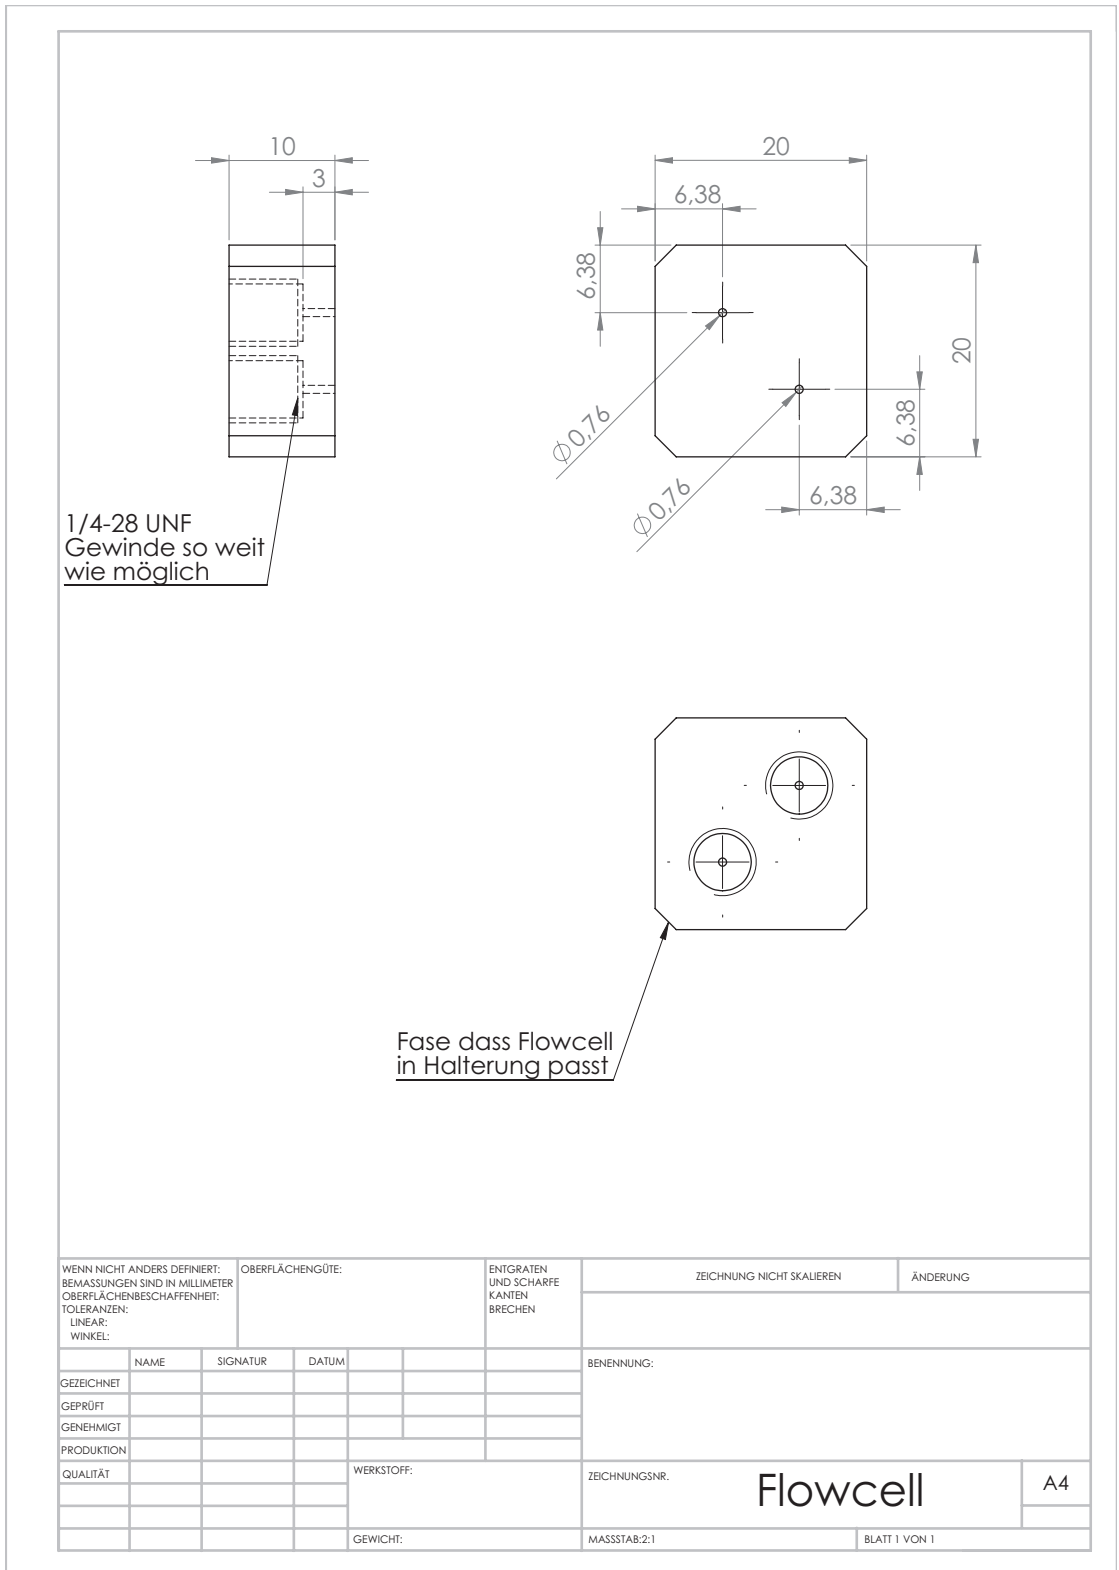 10
3
20
6,38
6,38
20
6,38
6,38
∅0,76
∅0,76
1/4-28 UNF
Gewinde so weit
wie möglich
Fase dass Flowcell
in Halterung passt
WENN NICHT ANDERS DEFINIERT:
BEMASSUNGEN SIND IN MILLIMETER
OBERFLÄCHENBESCHAFFENHEIT:
TOLERANZEN:
LINEAR:
WINKEL:
OBERFLÄCHENGÜTE:
ENTGRATEN
UND SCHARFE
KANTEN
BRECHEN
ZEICHNUNG NICHT SKALIEREN
ÄNDERUNG
NAME
SIGNATUR
DATUM
GEZEICHNET
GEPRÜFT
GENEHMIGT
PRODUKTION
QUALITÄT
BENENNUNG:
WERKSTOFF:
ZEICHNUNGSNR.
Flowcell
A4
GEWICHT:
MASSSTAB:2:1
BLATT 1 VON 1